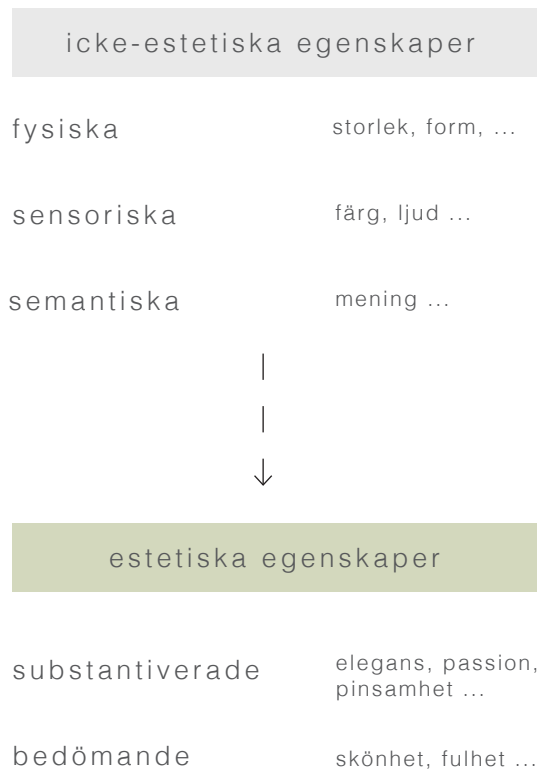 icke-estetiska egenskaper
fysiska storlek, form, ...
sensoriska färg, ljud ...
semantiska mening ...
estetiska egenskaper
substantiverade elegans, passion,
pinsamhet ...
bedömande skönhet, fulhet ...